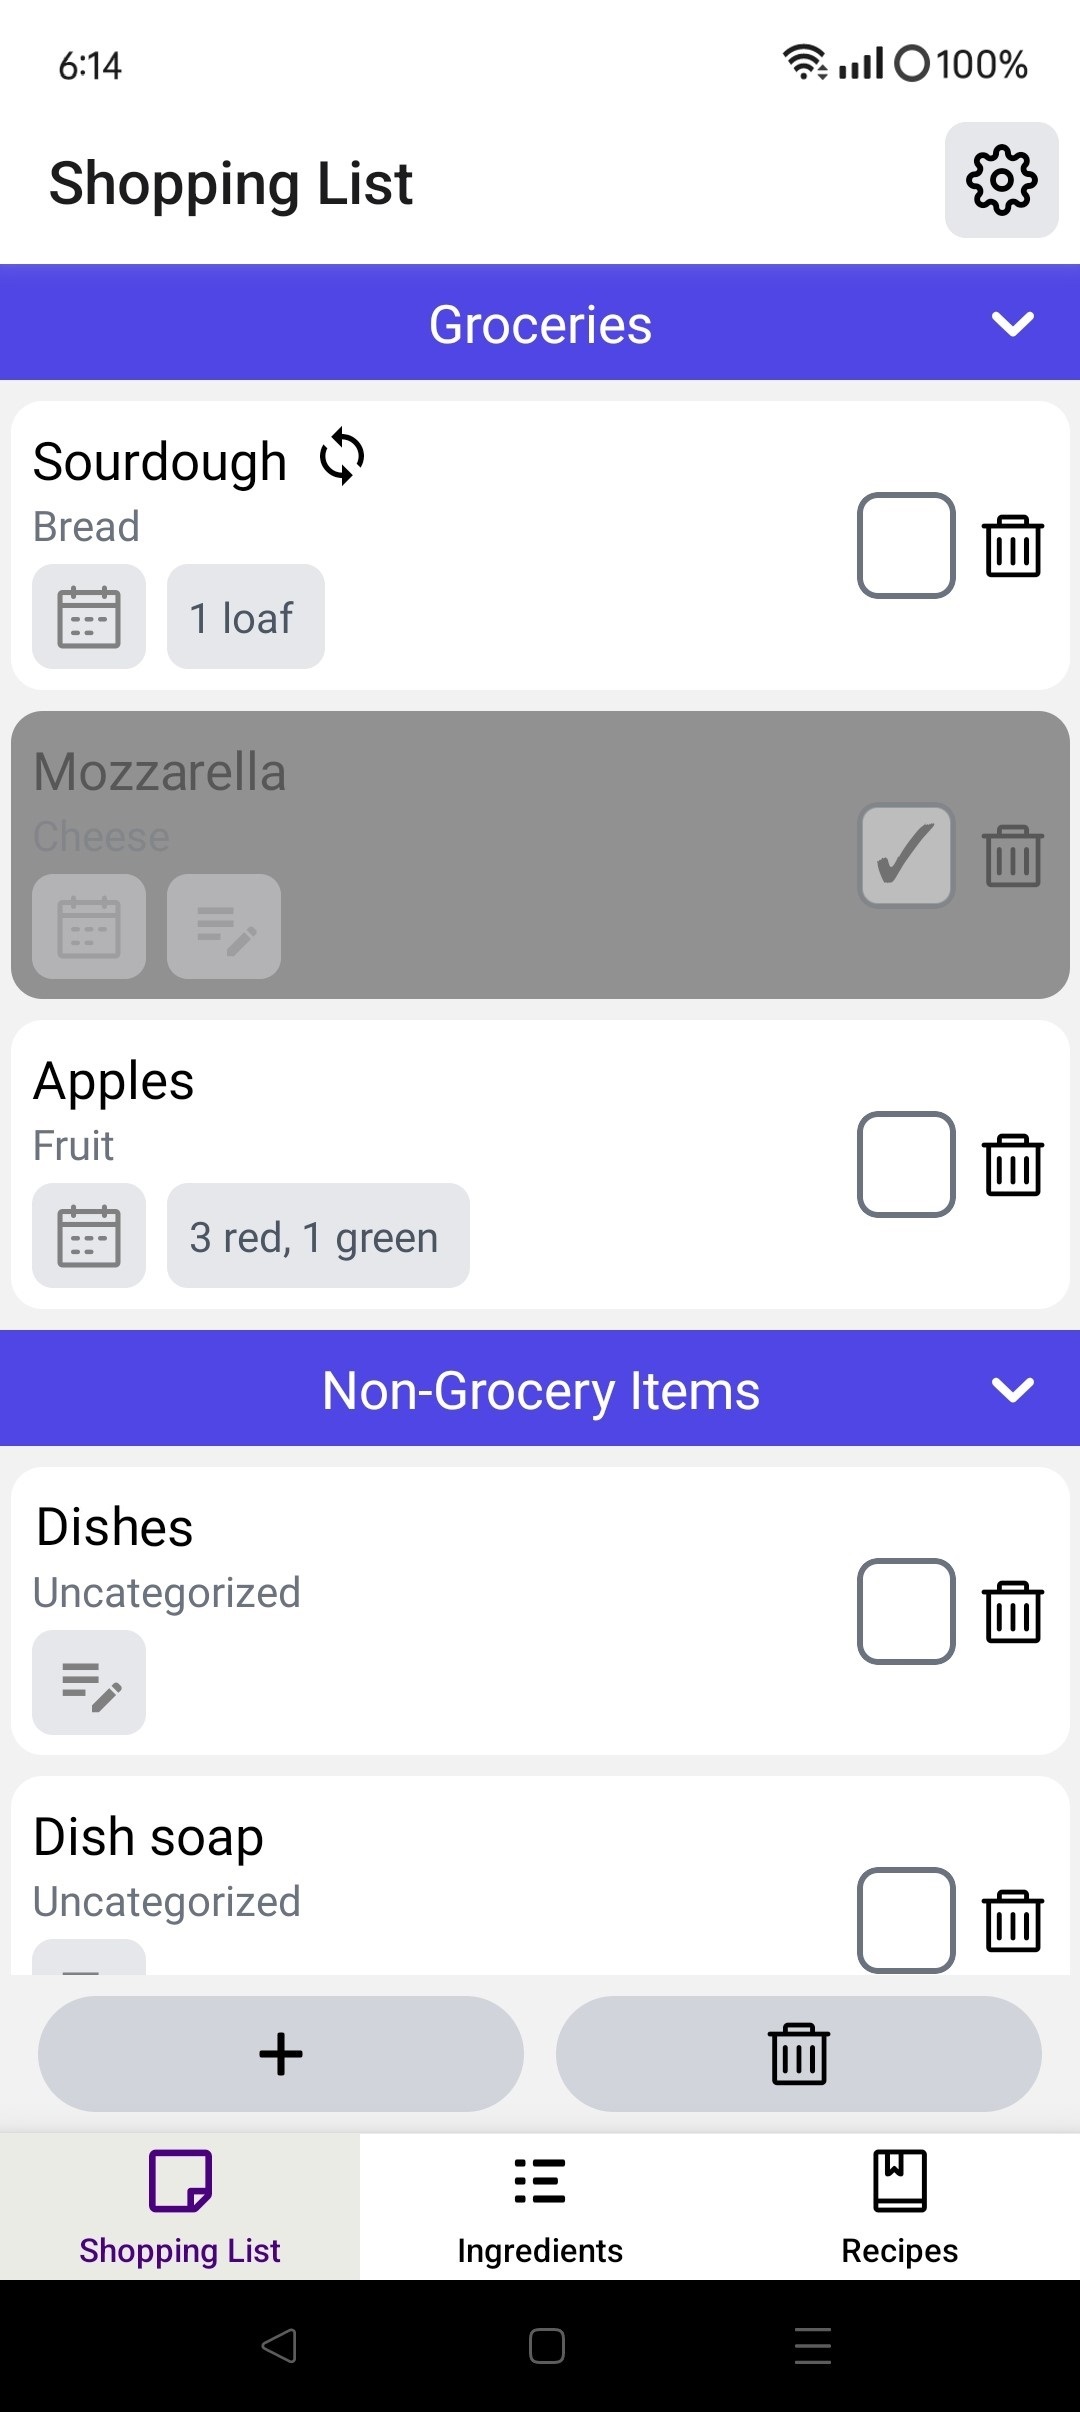 6:14
100%
Shopping List
Groceries
Sourdough
Bread
1 loaf
Mozzarella
Cheese
Apples
Fruit
3 red, 1 green
Non-Grocery Items
Dishes
Uncategorized
Dish soap
Uncategorized
Shopping List
Ingredients
Recipes